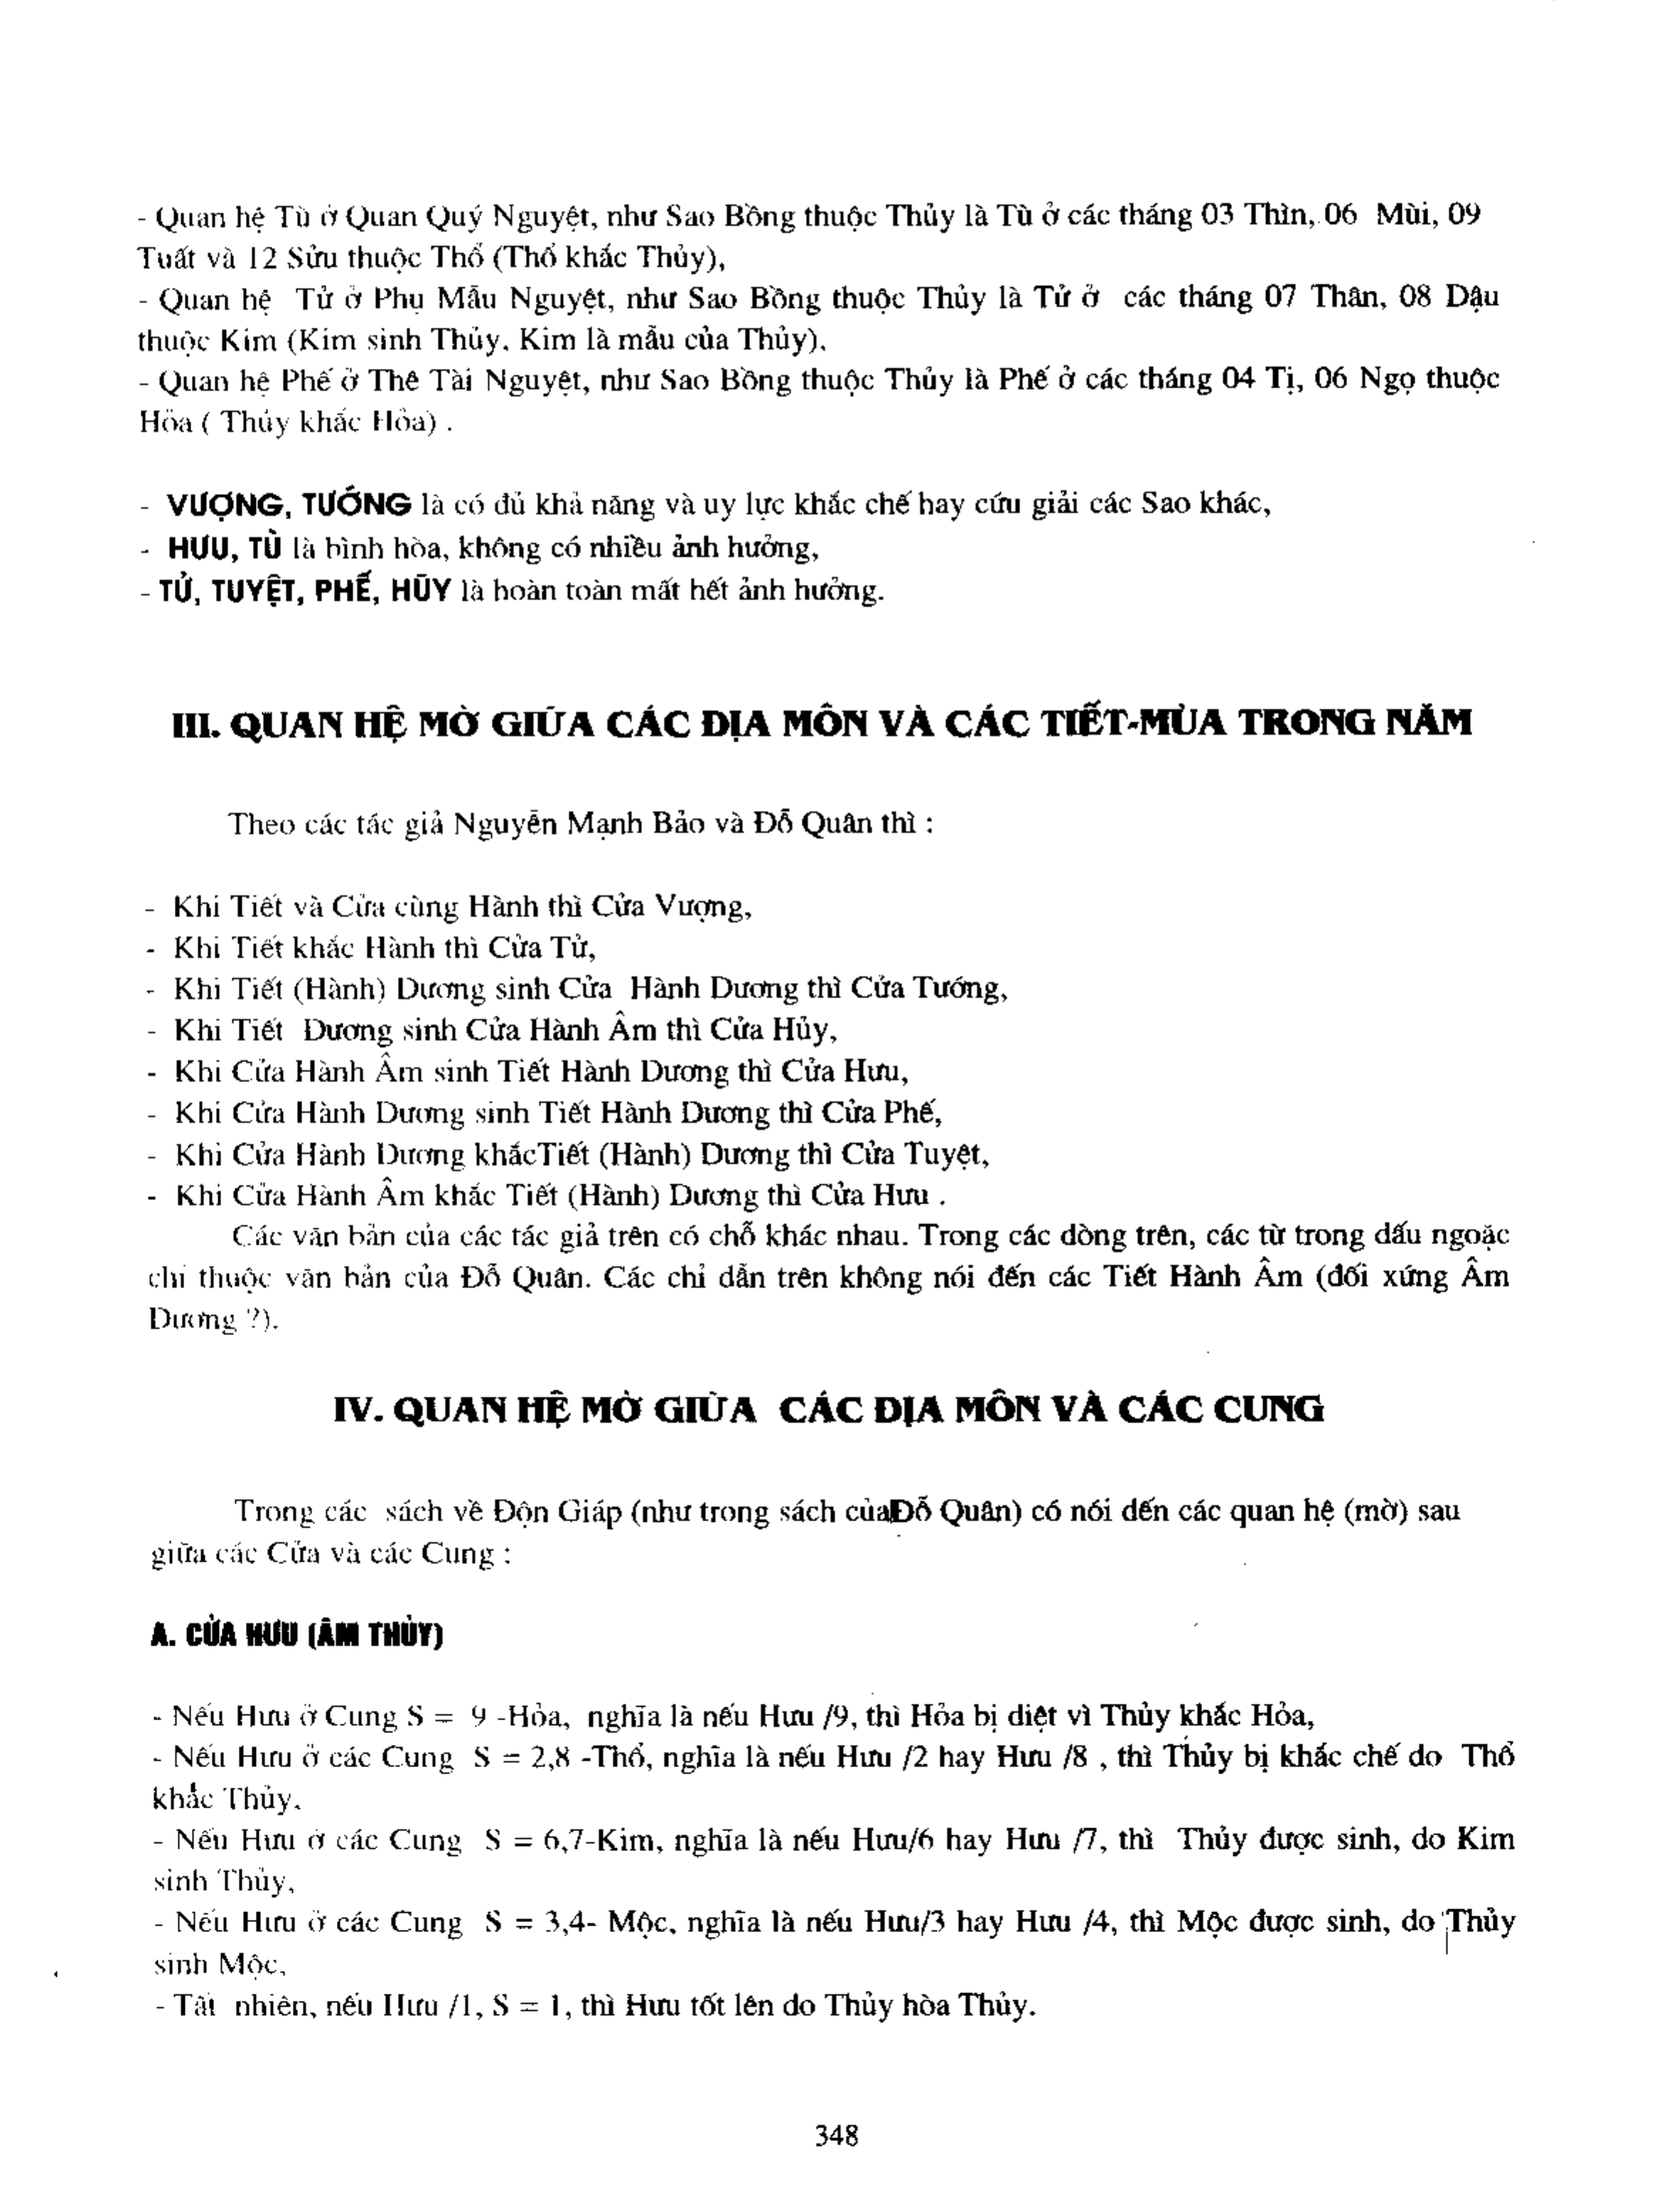 - Quan hệ Tù ở Quan Quý Nguyệt, như Sao Bồng thuộc Thủy là Tù ở các tháng 03 Thìn, 06 Mùi, 09
Tuất và 12 Sửu thuộc Thổ (Thổ khắc Thủy),
- Quan hệ Tử ở Phụ Mẫu Nguyệt, như Sao Bồng thuộc Thủy là Tử ở các tháng 07 Thân, 08 Dậu
thuộc Kim (Kim sinh Thủy, Kim là mẫu của Thủy),
- Quan hệ Phế ở Thê Tài Nguyệt, như Sao Bồng thuộc Thủy là Phế ở các tháng 04 Tị, 06 Ngọ thuộc
Hỏa ( Thủy khắc Hỏa) .
- VƯỢNG, TƯỚNG là có đủ khả năng và uy lực khắc chế hay cứu giải các Sao khác,
- HƯU, TÙ là bình hòa, không có nhiều ảnh hưởng,
- TỬ, TUYỆT, PHẾ, HŨY là hoàn toàn mất hết ảnh hưởng.
III. QUAN HỆ MỜ GIỮA CÁC ĐỊA MÔN VÀ CÁC TIẾT-MÙA TRONG NĂM
Theo các tác giả Nguyễn Mạnh Bảo và Đỗ Quân thì :
- Khi Tiết và Cửa cùng Hành thì Cửa Vượng,
- Khi Tiết khắc Hành thì Cửa Tử,
- Khi Tiết (Hành) Dương sinh Cửa Hành Dương thì Cửa Tướng,
- Khi Tiết Dương sinh Cửa Hành Âm thì Cửa Hủy,
- Khi Cửa Hành Âm sinh Tiết Hành Dương thì Cửa Hưu,
- Khi Cửa Hành Dương sinh Tiết Hành Dương thì Cửa Phế,
- Khi Cửa Hành Dương khắcTiết (Hành) Dương thì Cửa Tuyệt,
- Khi Cửa Hành Âm khắc Tiết (Hành) Dương thì Cửa Hưu .
Các văn bản của các tác giả trên có chỗ khác nhau. Trong các dòng trên, các từ trong dấu ngoặc
chỉ thuộc văn bản của Đỗ Quân. Các chỉ dẫn trên không nói đến các Tiết Hành Âm (đối xứng Âm
Dương ?).
IV. QUAN HỆ MỜ GIỪA CÁC ĐỊA MÔN VÀ CÁC CUNG
Trong các sách về Độn Giáp (như trong sách củaĐỗ Quân) có nói đến các quan hệ (mờ) sau
giữa các Cửa và các Cung :
A. CỬA HƯU (ÂM THỦY)
- Nếu Hưu ở Cung S = 9 -Hỏa, nghĩa là nếu Hưu /9, thì Hỏa bị diệt vì Thủy khắc Hỏa,
- Nếu Hưu ở các Cung S = 2,8 -Thổ, nghĩa là nếu Hưu /2 hay Hưu /8 , thì Thủy bị khắc chế do Thổ
khắc Thủy,
- Nếu Hưu ở các Cung S = 6,7-Kim, nghĩa là nếu Hưu/6 hay Hưu /7, thì Thủy được sinh, do Kim
sinh Thủy,
- Nếu Hưu ở các Cung S = 3,4- Mộc, nghĩa là nếu Hưu/3 hay Hưu /4, thì Mộc được sinh, do Thủy
sinh Mộc,
- Tất nhiên, nếu Hưu /1, S = 1, thì Hưu tốt lên do Thủy hòa Thủy.
348